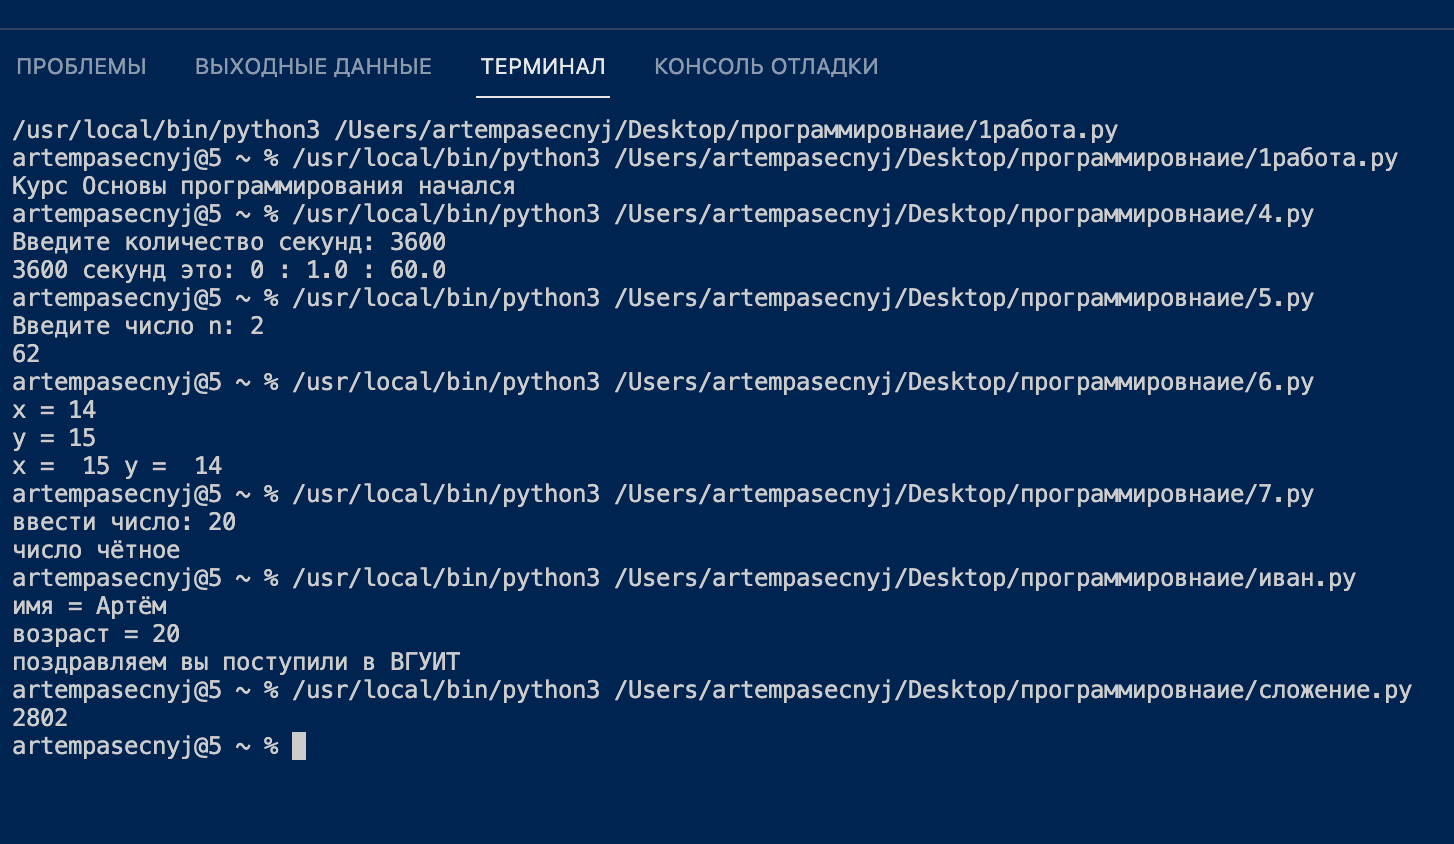 ПРОБЛЕМЫ ВЫХОДНЫЕ ДАННЫЕ ТЕРМИНАЛ КОНСОЛЬ ОТЛАДКИ
/usr/local/bin/python3 /Users/artempasecnyj/Desktop/программировнаие/1работа.py
artempasecnyj@5 ~ % /usr/local/bin/python3 /Users/artempasecnyj/Desktop/программировнаие/1работа.py
Курс Основы программирования начался
artempasecnyj@5 ~ % /usr/local/bin/python3 /Users/artempasecnyj/Desktop/программировнаие/4.py
Введите количество секунд: 3600
3600 секунд это: 0 : 1.0 : 60.0
artempasecnyj@5 ~ % /usr/local/bin/python3 /Users/artempasecnyj/Desktop/программировнаие/5.py
Введите число n: 2
62
artempasecnyj@5 ~ % /usr/local/bin/python3 /Users/artempasecnyj/Desktop/программировнаие/6.py
x = 14
y = 15
x =  15 y =  14
artempasecnyj@5 ~ % /usr/local/bin/python3 /Users/artempasecnyj/Desktop/программировнаие/7.py
ввести число: 20
число чётное
artempasecnyj@5 ~ % /usr/local/bin/python3 /Users/artempasecnyj/Desktop/программировнаие/иван.py
имя = Артём
возраст = 20
поздравляем вы поступили в ВГУИТ
artempasecnyj@5 ~ % /usr/local/bin/python3 /Users/artempasecnyj/Desktop/программировнаие/сложение.py
2802
artempasecnyj@5 ~ %